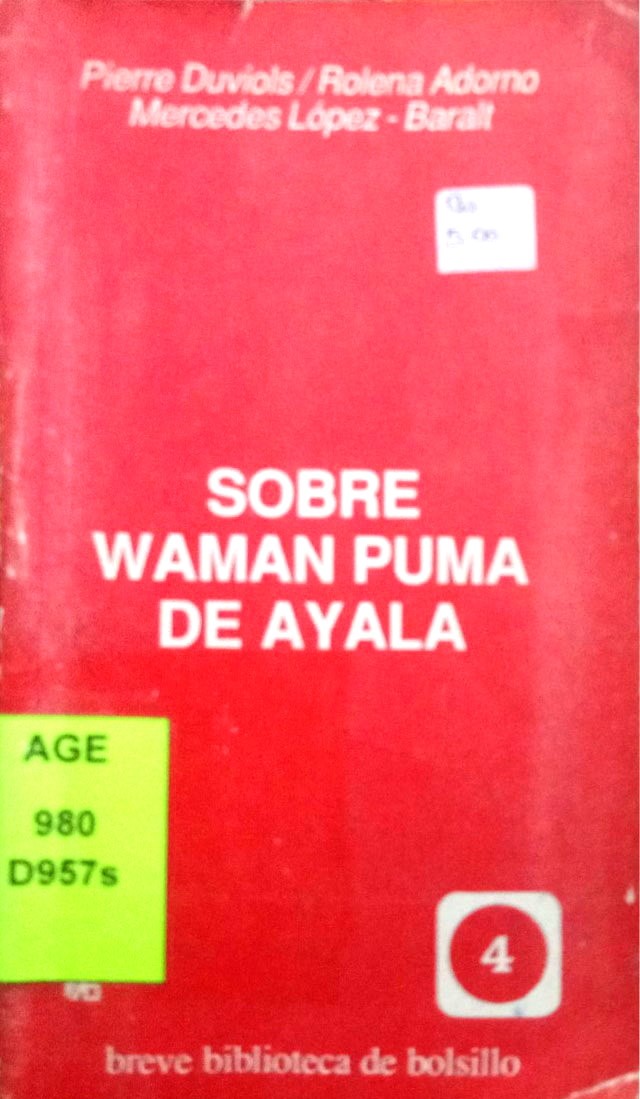 Pierre Duviols / Rolena Adorno
Mercedes López - Baralt
SOBRE
WAMAN PUMA
DE AYALA
AGE
980
D957s
4
breve biblioteca de bolsillo